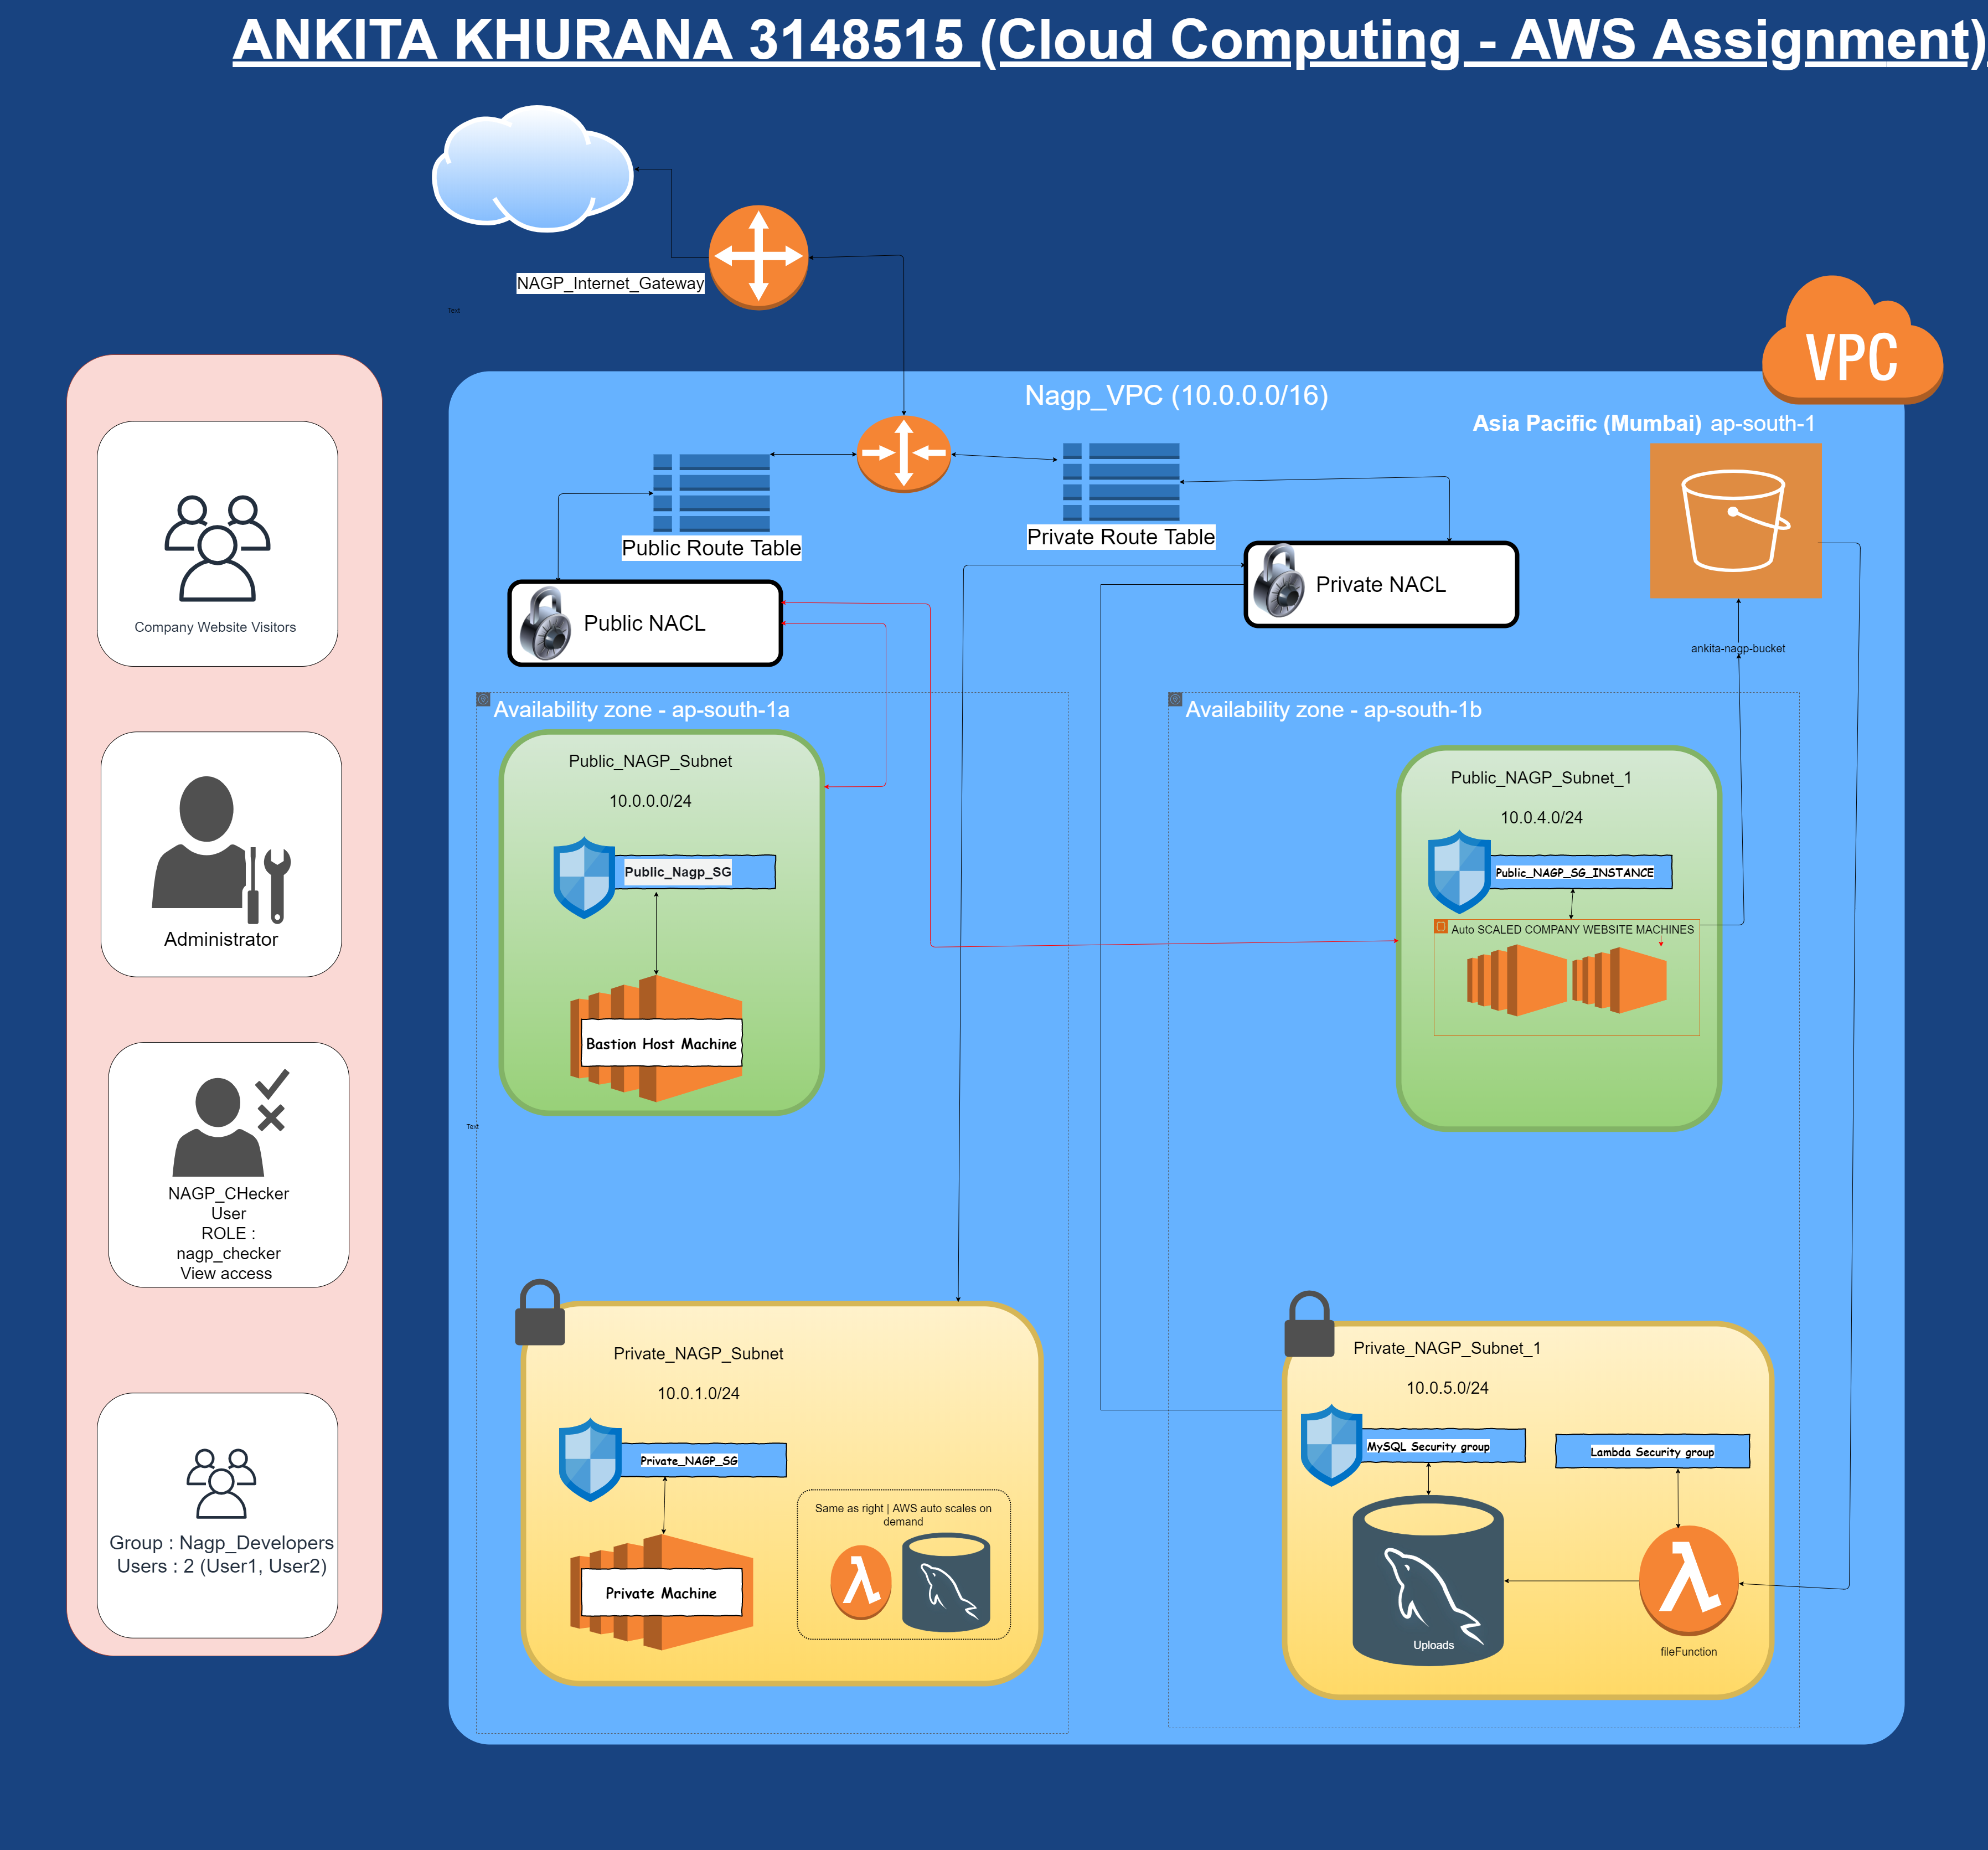 ANKITA KHURANA 3148515 (Cloud Computing - AWS Assignment)
NAGP_Internet_Gateway
Text
VPC
Nagp_VPC (10.0.0.0/16)
Asia Pacific (Mumbai) ap-south-1
Public Route Table
Private Route Table
Public NACL
Private NACL
ankita-nagp-bucket
Company Website Visitors
Administrator
NAGP_CHecker
User
ROLE :
nagp_checker
View access
Group : Nagp_Developers
Users : 2 (User1, User2)
Availability zone - ap-south-1a
Public_NAGP_Subnet
10.0.0.0/24
Public_Nagp_SG
Bastion Host Machine
Text
Availability zone - ap-south-1b
Public_NAGP_Subnet_1
10.0.4.0/24
Public_NAGP_SG_INSTANCE
Auto SCALED COMPANY WEBSITE MACHINES
Private_NAGP_Subnet
10.0.1.0/24
Private_NAGP_SG
Private Machine
Same as right | AWS auto scales on
demand
Private_NAGP_Subnet_1
10.0.5.0/24
MySQL Security group
Lambda Security group
Uploads
fileFunction